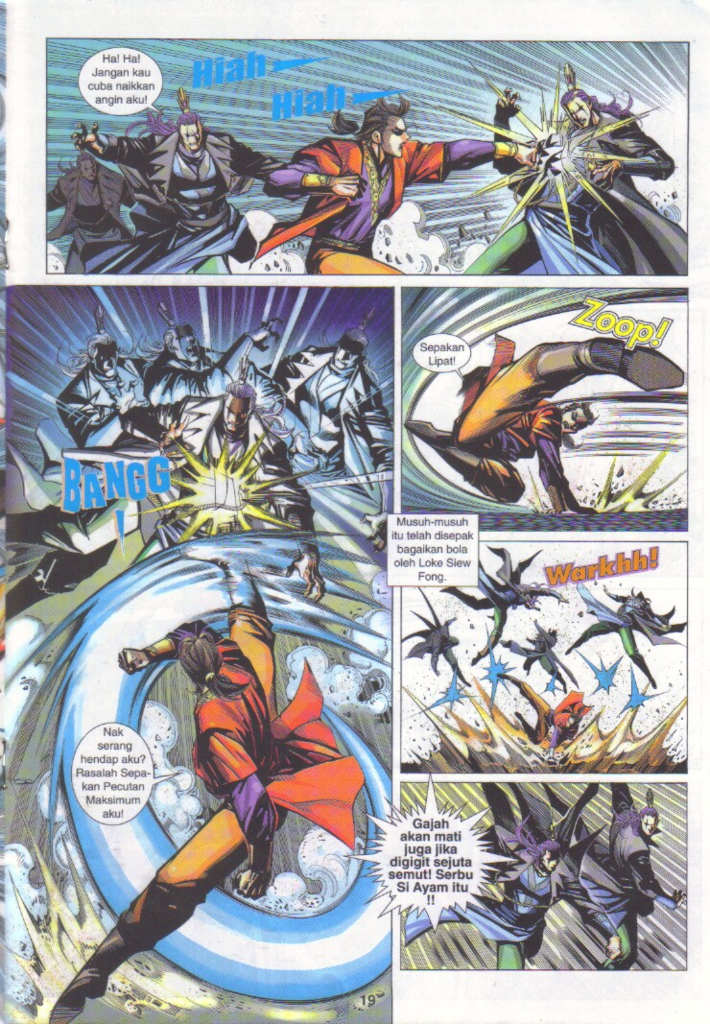 Ha! Ha!
Jangan kau
cuba naikkan
angin aku!
Hiah
Hiah
BANGG
!
Nak
serang
hendap aku?
Rasalah Sepa-
kan Pecutan
Maksimum
aku!
Sepakan
Lipat!
Zoop!
Musuh-musuh
itu telah disepak
bagaikan bola
oleh Loke Siew
Fong.
Warkhh!
Gajah
akan mati
juga jika
digigit sejuta
semut! Serbu
Si Ayam itu
!!
19